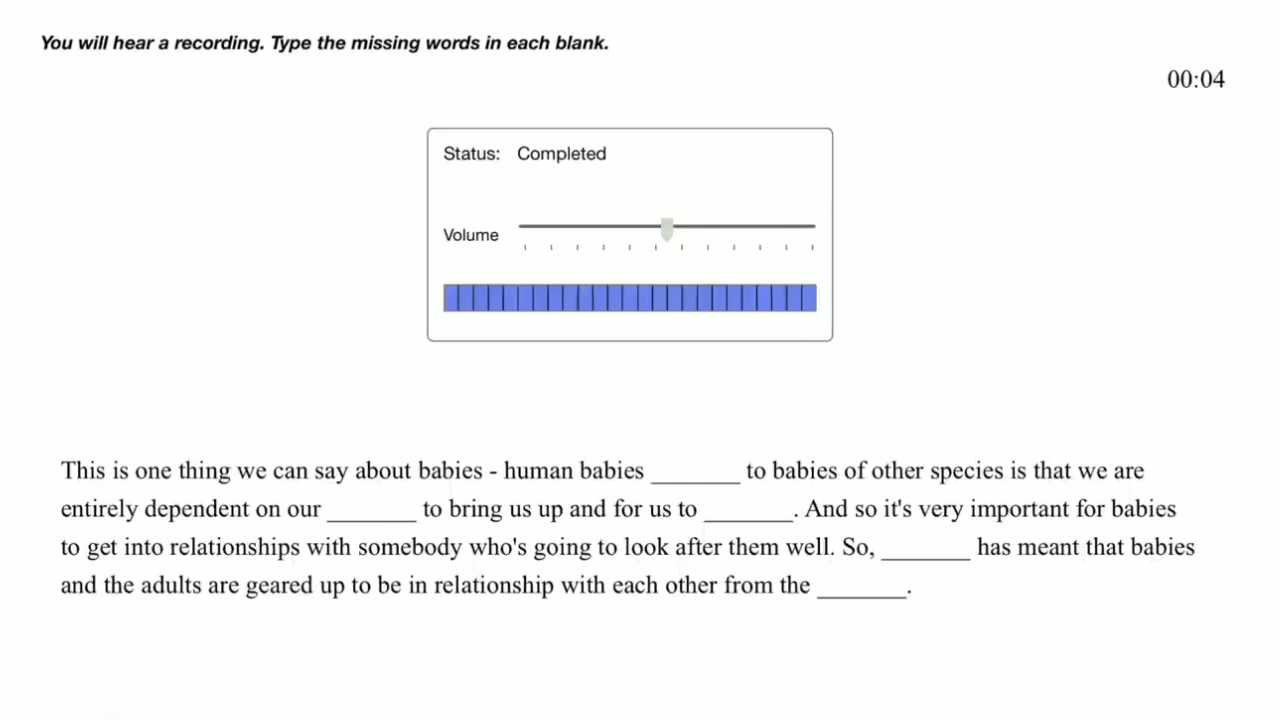 You will hear a recording. Type the missing words in each blank.
00:04
Status: Completed
Volume
This is one thing we can say about babies - human babies _______ to babies of other species is that we are
entirely dependent on our _______ to bring us up and for us to _______. And so it's very important for babies
to get into relationships with somebody who's going to look after them well. So, _______ has meant that babies
and the adults are geared up to be in relationship with each other from the _______.